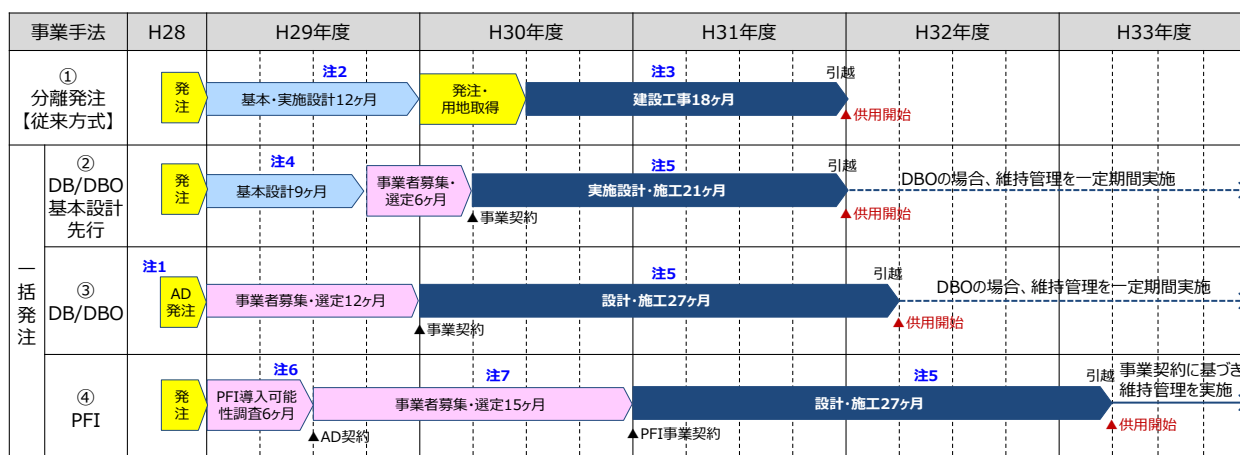 事業手法 H28 H29年度 H30年度 H31年度 H32年度 H33年度
①
分離発注
【従来方式】
発
注
注2
基本・実施設計12ヶ月
発注・
用地取得
注3
建設工事18ヶ月
引越
▲供用開始
一
括
発
注
②
DB/DBO
基本設計
先行
発
注
注4
基本設計9ヶ月
事業者募集・
選定6ヶ月
▲事業契約
注5
実施設計・施工21ヶ月
引越
▲供用開始
DBOの場合、維持管理を一定期間実施
③
DB/DBO
注1
AD
発注
事業者募集・選定12ヶ月
▲事業契約
注5
設計・施工27ヶ月
引越
▲供用開始
DBOの場合、維持管理を一定期間実施
④
PFI
発
注
注6
PFI導入可能
性調査6ヶ月
▲AD契約
注7
事業者募集・選定15ヶ月
▲PFI事業契約
注5
設計・施工27ヶ月
引越
▲供用開始
事業契約に基づき
維持管理を実施